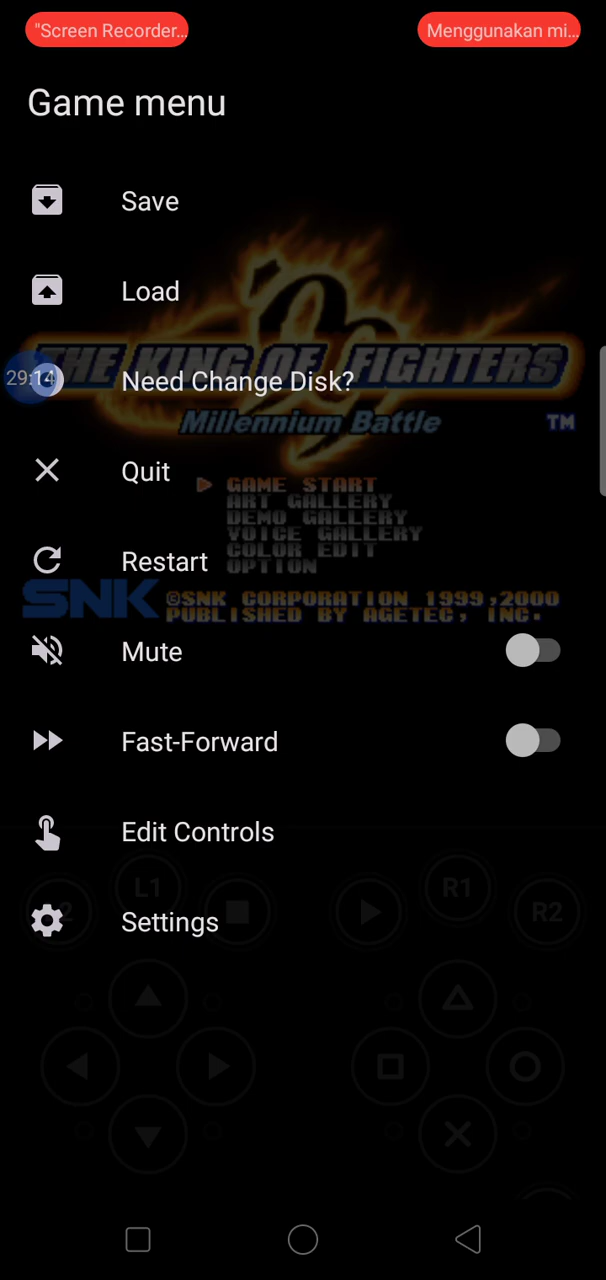 "Screen Recorder...
Menggunakan mi...
Game menu
Save
Load
THE KING OF FIGHTERS
29:14
Need Change Disk?
Millennium Battle
TM
Quit
GAME START
ART GALLERY
DEMO GALLERY
VOICE GALLERY
COLOR EDIT
Restart
OPTION
SNK
©SNK CORPORATION 1999,2000
PUBLISHED BY AGETEC, INC.
Mute
Fast-Forward
Edit Controls
L1
R1
R2
Settings